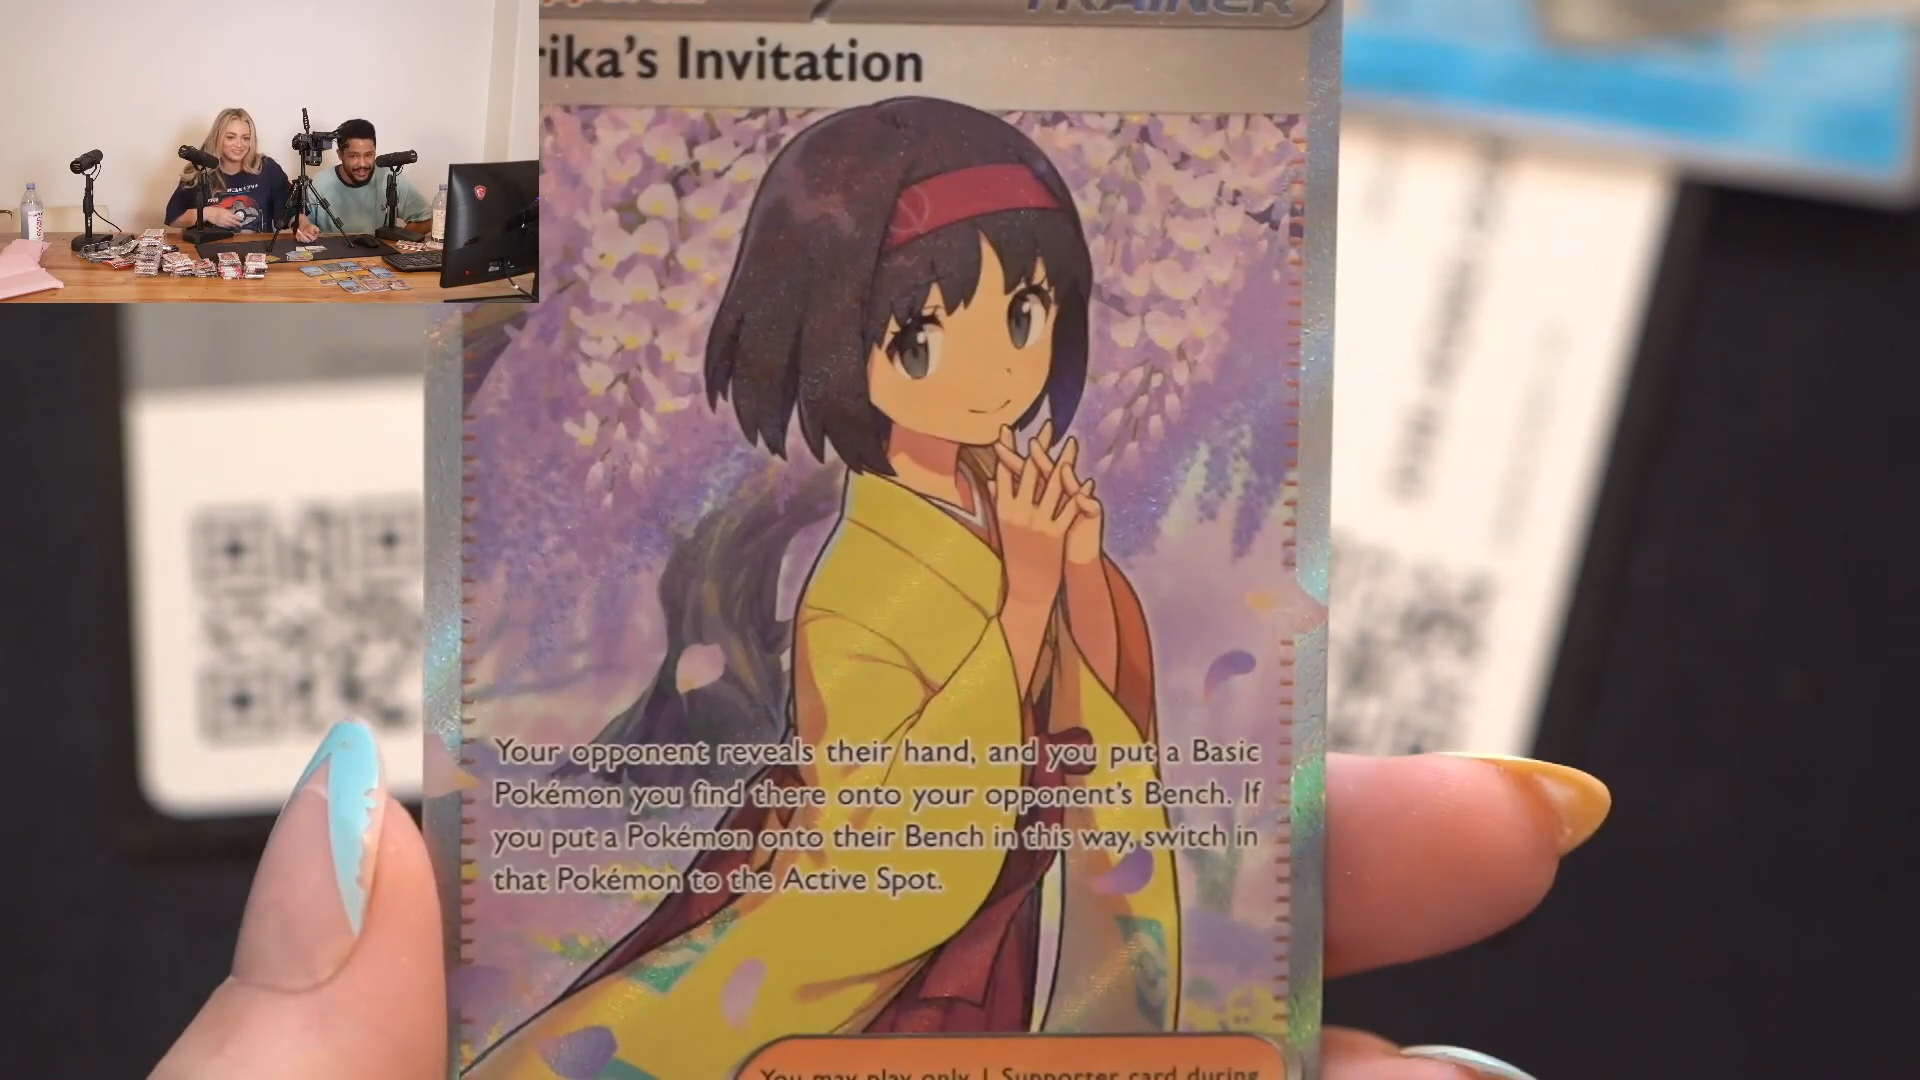 TRAINER
rika's Invitation
Your opponent reveals their hand, and you put a Basic
Pokémon you find there onto your opponent's Bench. If
you put a Pokémon onto their Bench in this way, switch in
that Pokémon to the Active Spot.
You may play only 1 Supporter card during